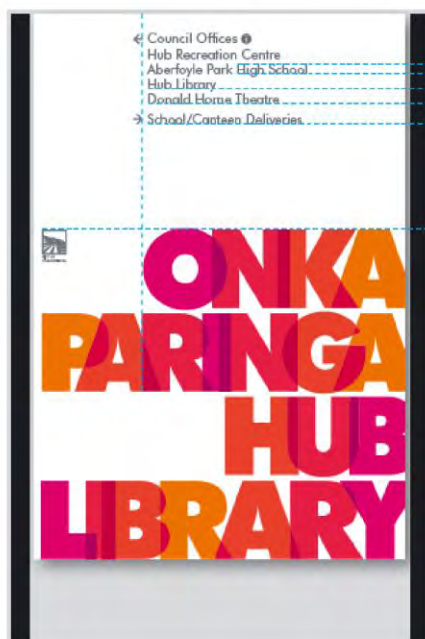 ← Council Offices ℹ
Hub Recreation Centre
Aberfoyle Park High School
Hub Library
Donald Horne Theatre
→ School/Canteen Deliveries
ONKA
PARINGA
HUB
LIBRARY